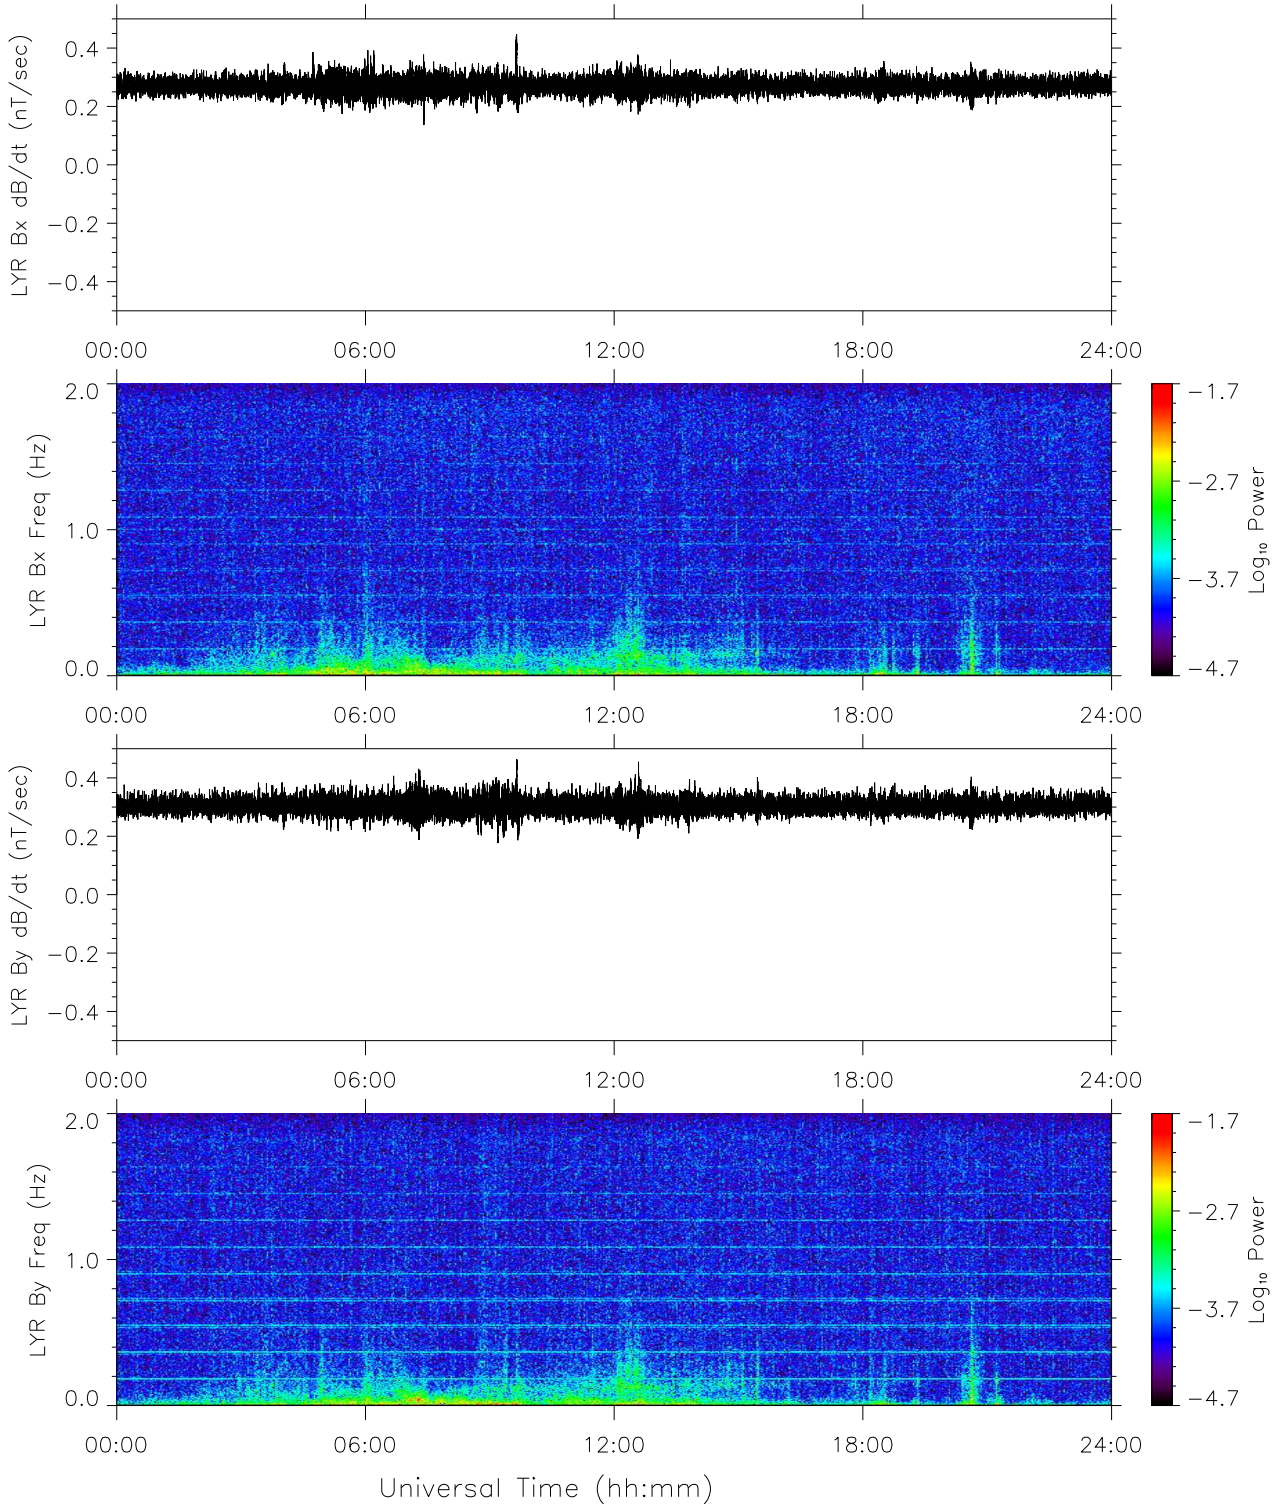 LYR Bx dB/dt (nT/sec)
0.4
0.2
0.0
−0.2
−0.4
00:00 06:00 12:00 18:00 24:00
LYR Bx Freq (Hz)
2.0
1.0
0.0
−1.7
−2.7
−3.7
−4.7
Log10 Power
00:00 06:00 12:00 18:00 24:00
LYR By dB/dt (nT/sec)
0.4
0.2
0.0
−0.2
−0.4
00:00 06:00 12:00 18:00 24:00
LYR By Freq (Hz)
2.0
1.0
0.0
−1.7
−2.7
−3.7
−4.7
Log10 Power
00:00 06:00 12:00 18:00 24:00
Universal Time (hh:mm)